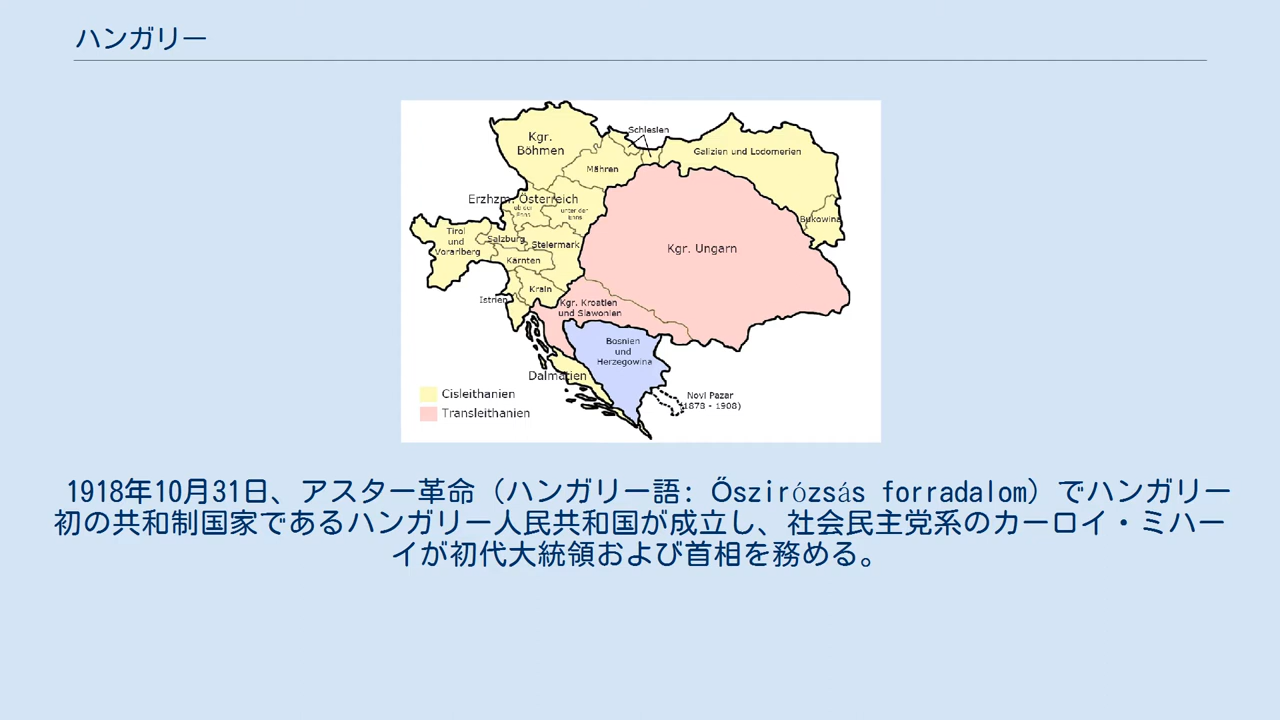 ハンガリー
Kgr.
Böhmen
Schlesien
Mähren
Galizien und Lodomerien
Erzhzm. Österreich
ob der
Enns
unter der
Enns
Bukowina
Tirol
und
Vorarlberg
Salzburg
Steiermark
Kgr. Ungarn
Kärnten
Krain
Istrien
Kgr. Kroatien
und Slawonien
Bosnien
und
Herzegowina
Dalmatien
Cisleithanien
Transleithanien
Novi Pazar
(1878 - 1908)
1918年10月31日、アスター革命（ハンガリー語: Őszirózsás forradalom）でハンガリー
初の共和制国家であるハンガリー人民共和国が成立し、社会民主党系のカーロイ・ミハー
イが初代大統領および首相を務める。